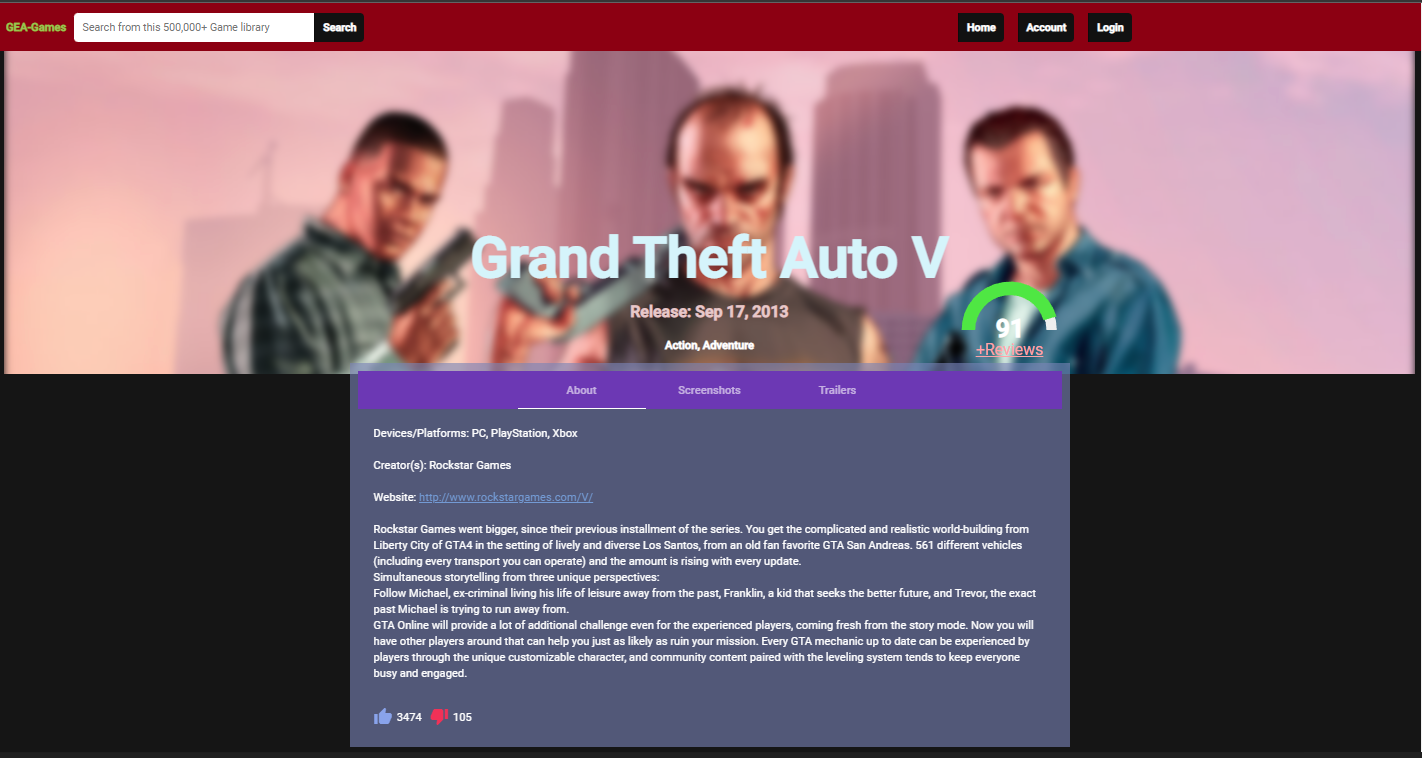 GEA-Games
Search from this 500,000+ Game library
Search
Home
Account
Login
Grand Theft Auto V
Release: Sep 17, 2013
Action, Adventure
91
+Reviews
About
Screenshots
Trailers
Devices/Platforms: PC, PlayStation, Xbox
Creator(s): Rockstar Games
Website: http://www.rockstargames.com/V/
Rockstar Games went bigger, since their previous installment of the series. You get the complicated and realistic world-building from
Liberty City of GTA4 in the setting of lively and diverse Los Santos, from an old fan favorite GTA San Andreas. 561 different vehicles
(including every transport you can operate) and the amount is rising with every update.
Simultaneous storytelling from three unique perspectives:
Follow Michael, ex-criminal living his life of leisure away from the past, Franklin, a kid that seeks the better future, and Trevor, the exact
past Michael is trying to run away from.
GTA Online will provide a lot of additional challenge even for the experienced players, coming fresh from the story mode. Now you will
have other players around that can help you just as likely as ruin your mission. Every GTA mechanic up to date can be experienced by
players through the unique customizable character, and community content paired with the leveling system tends to keep everyone
busy and engaged.
3474
105